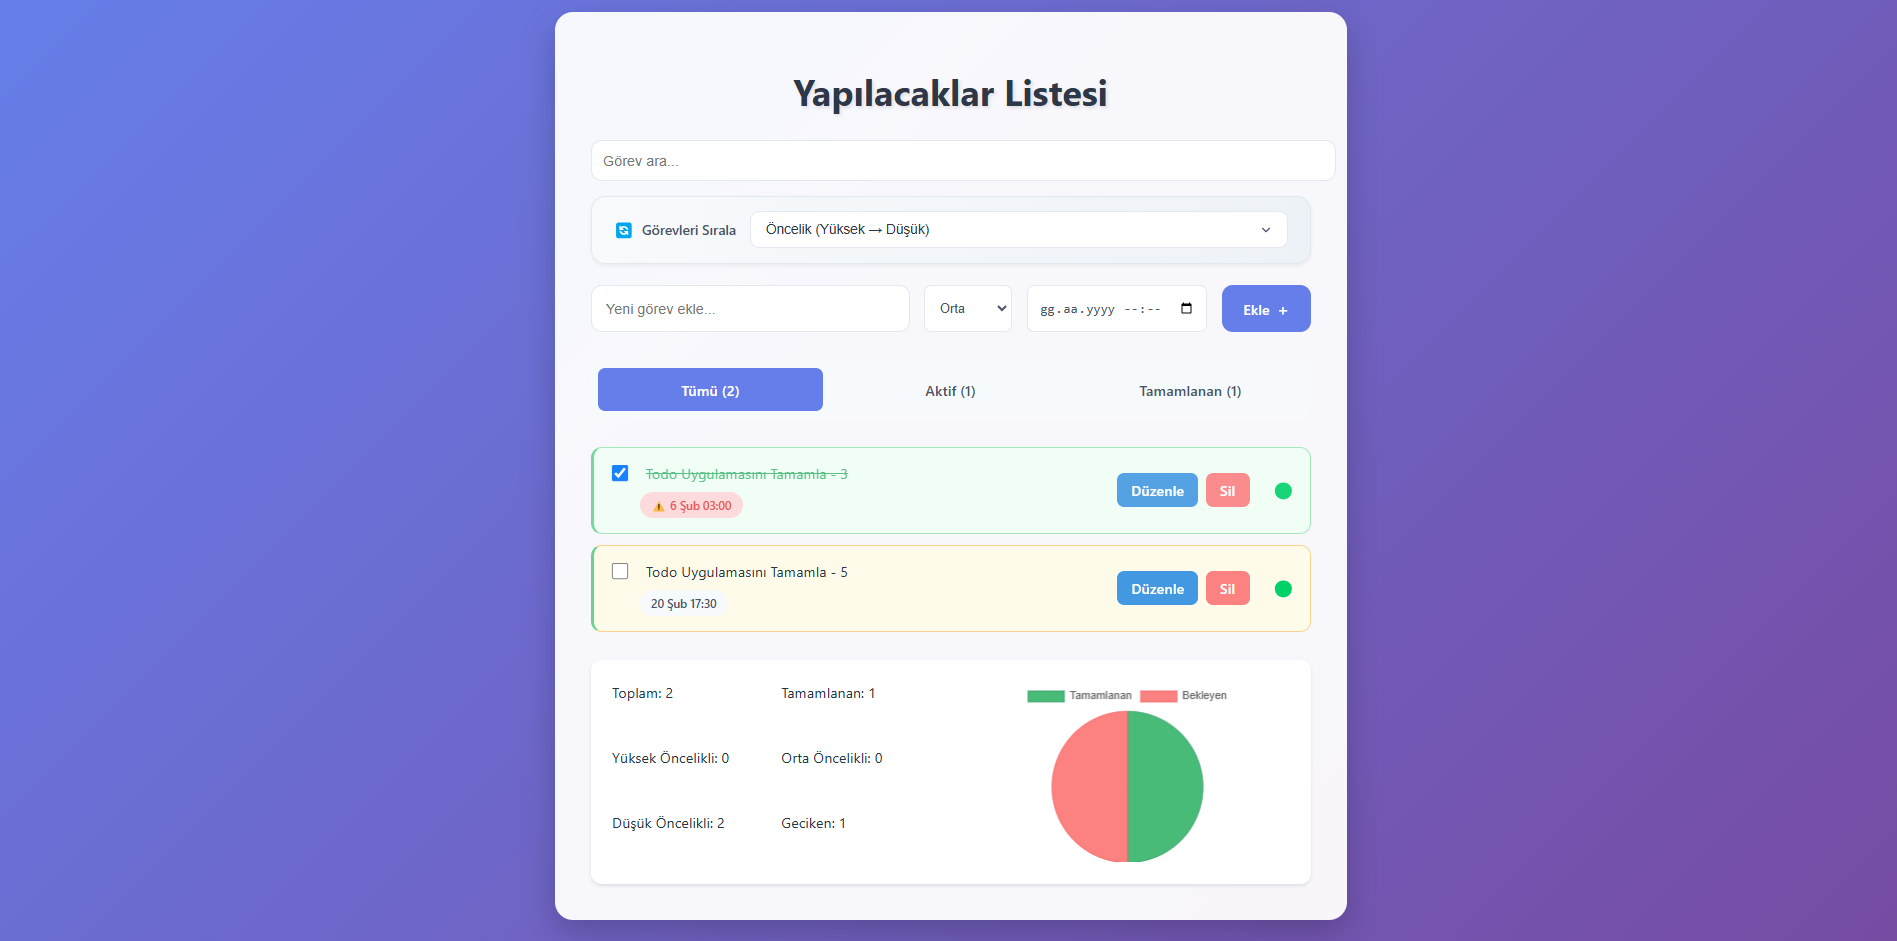 Yapılacaklar Listesi
Görev ara...
Görevleri Sırala
Öncelik (Yüksek → Düşük)
Yeni görev ekle...
Orta
gg.aa.yyyy --:--
Ekle +
Tümü (2)
Aktif (1)
Tamamlanan (1)
Todo Uygulamasını Tamamla - 3
6 Şub 03:00
Düzenle
Sil
Todo Uygulamasını Tamamla - 5
20 Şub 17:30
Düzenle
Sil
Toplam: 2
Tamamlanan: 1
Yüksek Öncelikli: 0
Orta Öncelikli: 0
Düşük Öncelikli: 2
Geciken: 1
Tamamlanan
Bekleyen